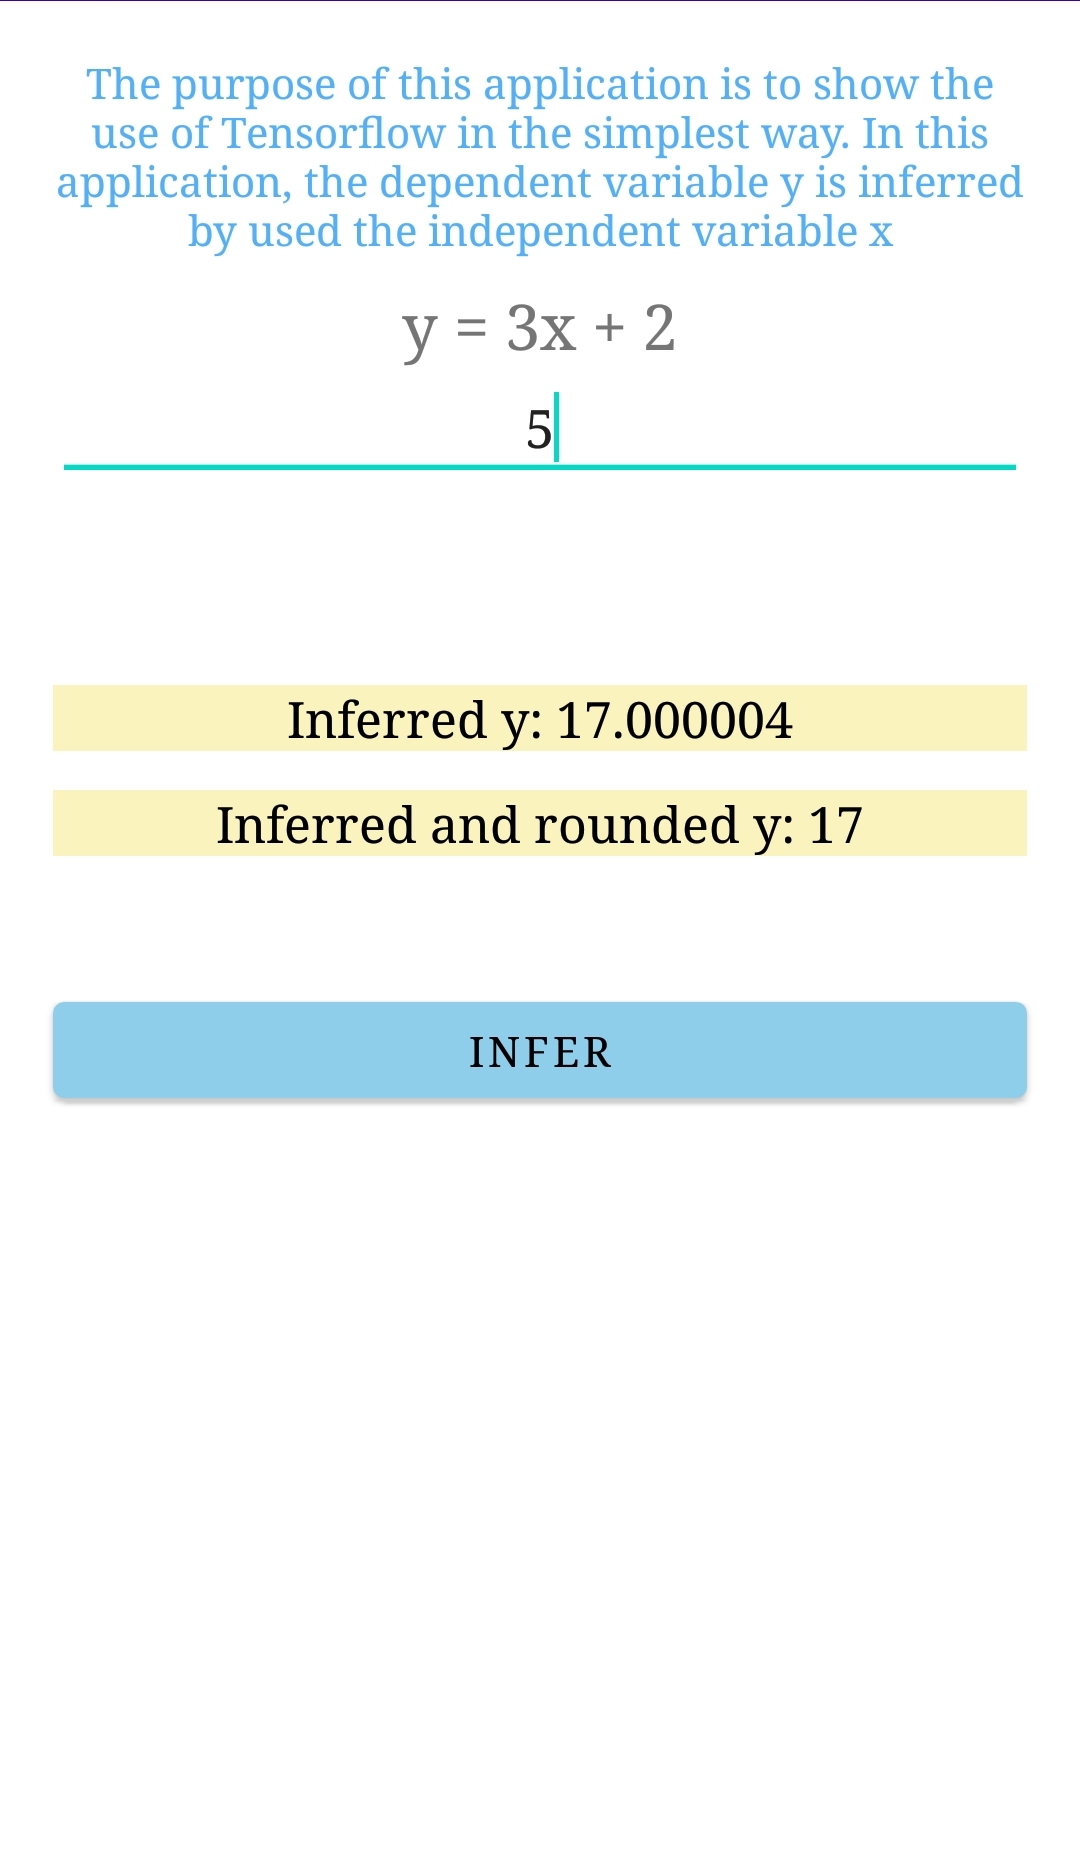 The purpose of this application is to show the
use of Tensorflow in the simplest way. In this
application, the dependent variable y is inferred
by used the independent variable x
y = 3x + 2
5
Inferred y: 17.000004
Inferred and rounded y: 17
INFER